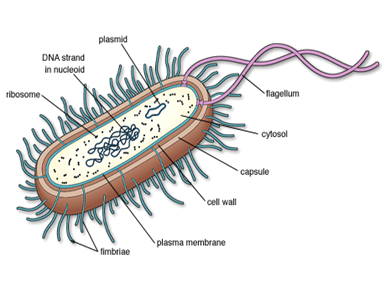 plasmid
DNA strand
in nucleoid
ribosome
flagellum
cytosol
capsule
cell wall
plasma membrane
fimbriae